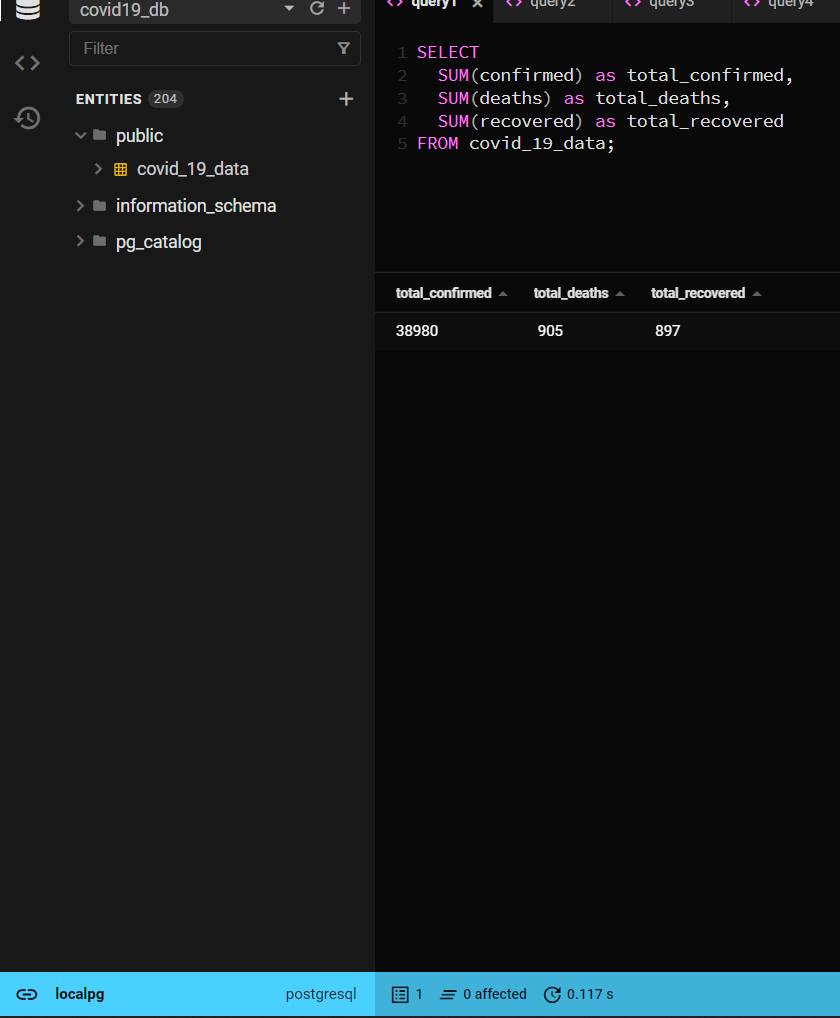 covid19_db
Filter
ENTITIES 204
public
covid_19_data
information_schema
pg_catalog
query1 query2 query3 query4
1 SELECT
2 SUM(confirmed) as total_confirmed,
3 SUM(deaths) as total_deaths,
4 SUM(recovered) as total_recovered
5 FROM covid_19_data;
total_confirmed total_deaths total_recovered
38980 905 897
localpg postgresql 1 0 affected 0.117 s